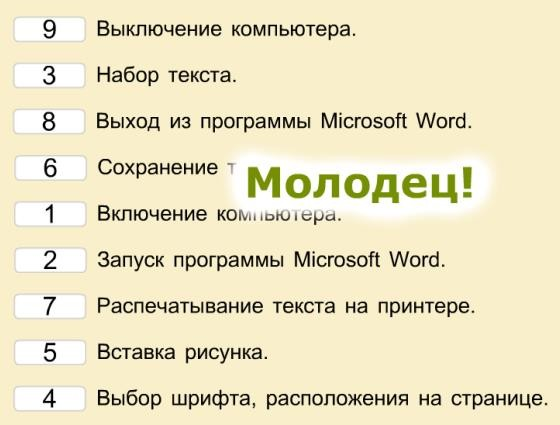 9 Выключение компьютера.
3 Набор текста.
8 Выход из программы Microsoft Word.
6 Сохранение
Молодец!
1 Включение компьютера.
2 Запуск программы Microsoft Word.
7 Распечатывание текста на принтере.
5 Вставка рисунка.
4 Выбор шрифта, расположения на странице.